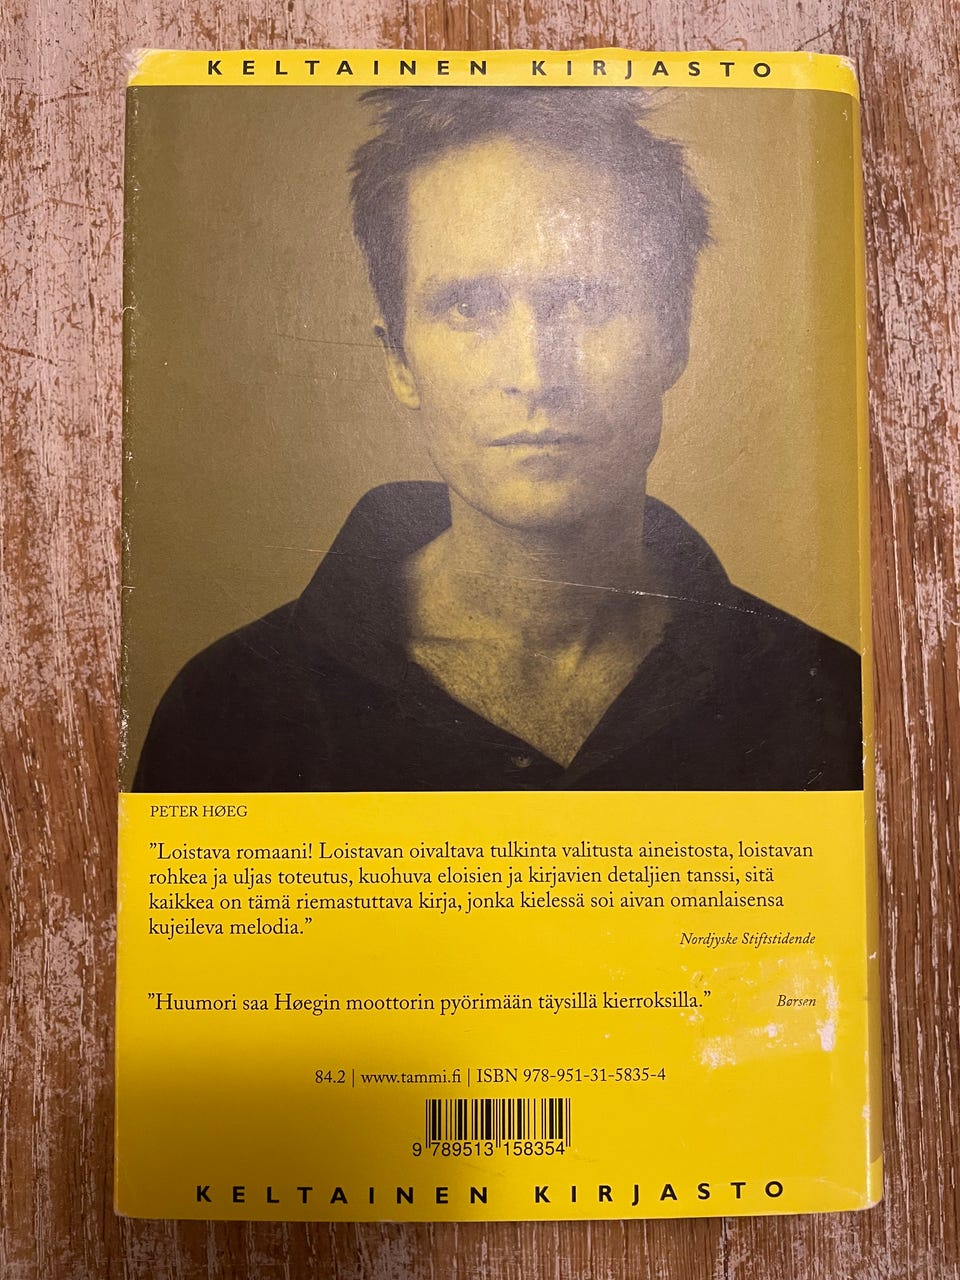 KELTAINEN KIRJASTO
PETER HØEG
”Loistava romaani! Loistavan oivaltava tulkinta valitusta aineistosta, loistavan
rohkea ja uljas toteutus, kuohuva eloisien ja kirjavien detaljien tanssi, sitä
kaikkea on tämä riemastuttava kirja, jonka kielessä soi aivan omanlaisensa
kujeileva melodia.”
Nordjyske Stiftstidende
”Huumori saa Høegin moottorin pyörimään täysillä kierroksilla.” Børsen
84.2 | www.tammi.fi | ISBN 978-951-31-5835-4
9 789513 158354
KELTAINEN KIRJASTO